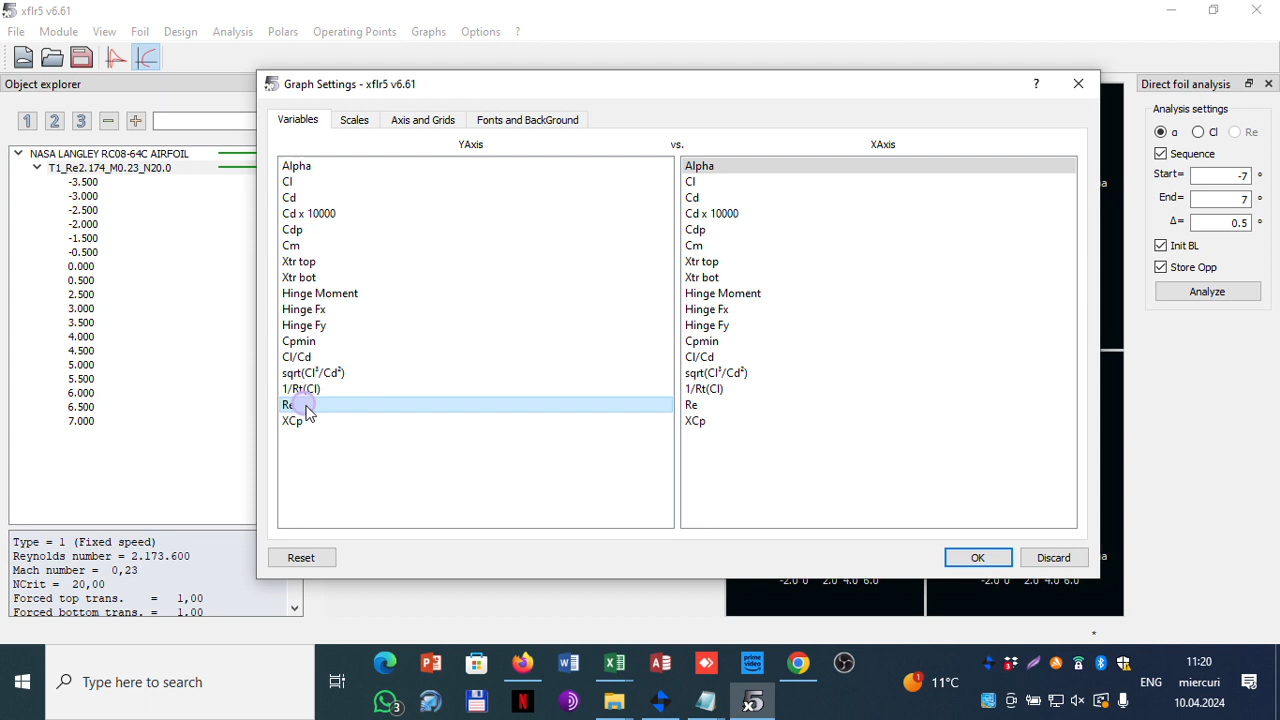 xflr5 v6.61
File Module View Foil Design Analysis Polars Operating Points Graphs Options ?
Object explorer
Graph Settings - xflr5 v6.61
?
Direct foil analysis
1 2 3
Variables Scales Axis and Grids Fonts and BackGround
Analysis settings
α Cl Re
Sequence
Start= -7 °
End= 7 °
Δ= 0.5 °
Init BL
Store Opp
Analyze
NASA LANGLEY RC08-64C AIRFOIL
T1_Re2.174_M0.23_N20.0
-3.500
-3.000
-2.500
-2.000
-1.500
-0.500
0.000
0.500
2.500
3.000
3.500
4.000
4.500
5.500
6.000
6.500
7.000
YAxis vs. XAxis
Alpha Alpha
Cl Cl
Cd Cd
Cd x 10000 Cd x 10000
Cdp Cdp
Cm Cm
Xtr top Xtr top
Xtr bot Xtr bot
Hinge Moment Hinge Moment
Hinge Fx Hinge Fx
Hinge Fy Hinge Fy
Cpmin Cpmin
Cl/Cd Cl/Cd
sqrt(Cl³/Cd²) sqrt(Cl³/Cd²)
1/Rt(Cl) 1/Rt(Cl)
Re Re
XCp XCp
Reset OK Discard
Type = 1 (Fixed speed)
Reynolds number = 2.173.600
Mach number = 0,23
NCrit = 20,00
Forced top trans. = 1,00
Forced bottom trans. = 1,00
-2.0 0 2.0 4.0 6.0 -2.0 0 2.0 4.0 6.0
*
Type here to search
11°C
ENG
11:20
miercuri
10.04.2024